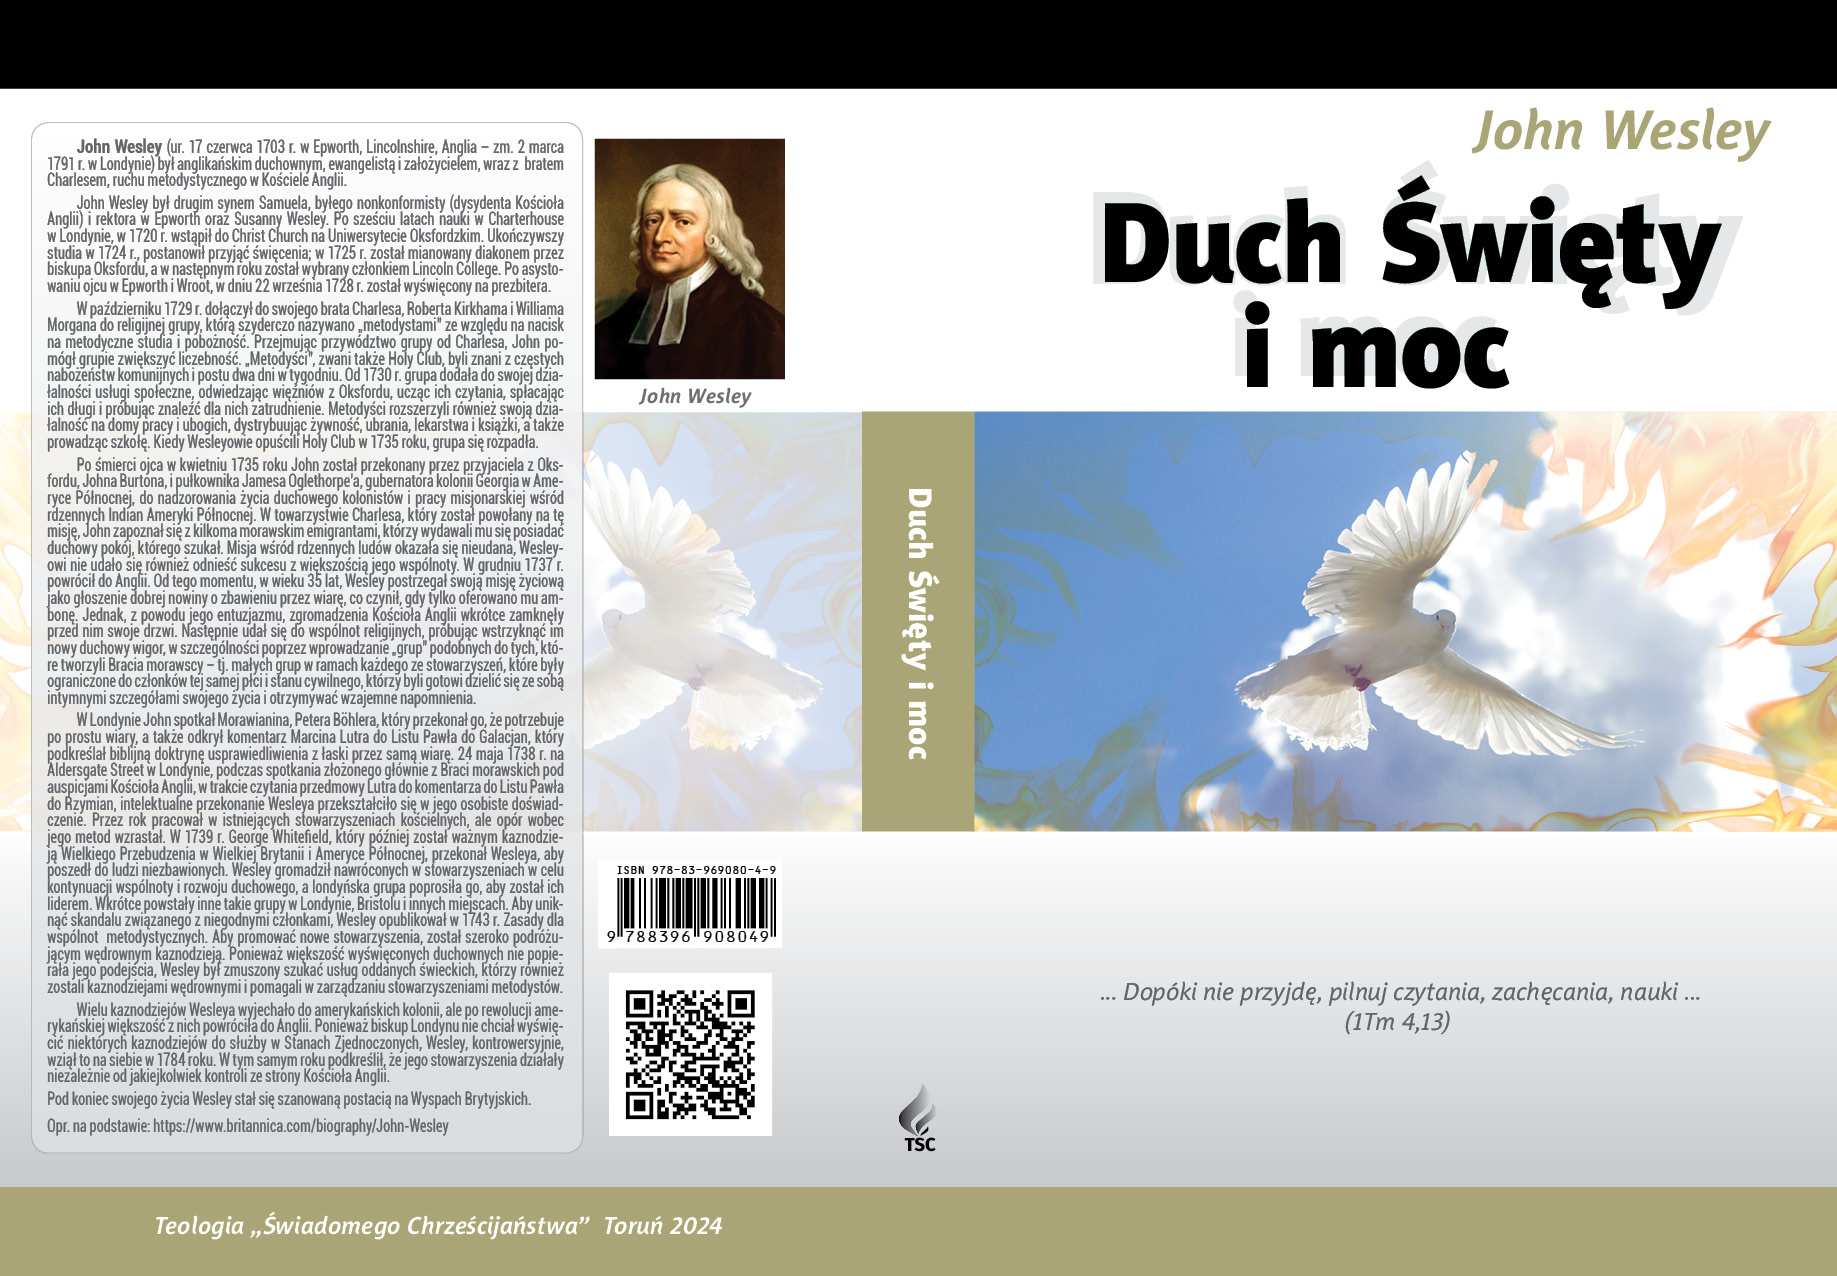 John Wesley (ur. 17 czerwca 1703 r. w Epworth, Lincolnshire, Anglia – zm. 2 marca
1791 r. w Londynie) był anglikańskim duchownym, ewangelistą i założycielem, wraz z bratem
Charlesem, ruchu metodystycznego w Kościele Anglii.
John Wesley był drugim synem Samuela, byłego nonkonformisty (dysydenta Kościoła
Anglii) i rektora w Epworth oraz Susanny Wesley. Po sześciu latach nauki w Charterhouse
w Londynie, w 1720 r. wstąpił do Christ Church na Uniwersytecie Oksfordzkim. Ukończywszy
studia w 1724 r., postanowił przyjąć święcenia; w 1725 r. został mianowany diakonem przez
biskupa Oksfordu, a w następnym roku został wybrany członkiem Lincoln College. Po asysto-
waniu ojcu w Epworth i Wroot, w dniu 22 września 1728 r. został wyświęcony na prezbitera.
W październiku 1729 r. dołączył do swojego brata Charlesa, Roberta Kirkhama i Williama
Morgana do religijnej grupy, którą szyderczo nazywano „metodystami” ze względu na nacisk
na metodyczne studia i pobożność. Przejmując przywództwo grupy od Charlesa, John po-
mógł grupie zwiększyć liczebność. „Metodyści”, zwani także Holy Club, byli znani z częstych
nabożeństw komunijnych i postu dwa dni w tygodniu. Od 1730 r. grupa dodała do swojej dzia-
łalności usługi społeczne, odwiedzając więźniów z Oksfordu, ucząc ich czytania, spłacając
ich długi i próbując znaleźć dla nich zatrudnienie. Metodyści rozszerzyli również swoją dzia-
łalność na domy pracy i ubogich, dystrybuując żywność, ubrania, lekarstwa i książki, a także
prowadząc szkołę. Kiedy Wesleyowie opuścili Holy Club w 1735 roku, grupa się rozpadła.
Po śmierci ojca w kwietniu 1735 roku John został przekonany przez przyjaciela z Oks-
fordu, Johna Burtona, i pułkownika Jamesa Oglethorpe'a, gubernatora kolonii Georgia w Ame-
ryce Północnej, do nadzorowania życia duchowego kolonistów i pracy misjonarskiej wśród
rdzennych Indian Ameryki Północnej. W towarzystwie Charlesa, który został powołany na tę
misję, John zapoznał się z kilkoma morawskim emigrantami, którzy wydawali mu się posiadać
duchowy pokój, którego szukał. Misja wśród rdzennych ludów okazała się nieudana, Wesley-
owi nie udało się również odnieść sukcesu z większością jego wspólnoty. W grudniu 1737 r.
powrócił do Anglii. Od tego momentu, w wieku 35 lat, Wesley postrzegał swoją misję życiową
jako głoszenie dobrej nowiny o zbawieniu przez wiarę, co czynił, gdy tylko oferowano mu am-
bonę. Jednak, z powodu jego entuzjazmu, zgromadzenia Kościoła Anglii wkrótce zamknęły
przed nim swoje drzwi. Następnie udał się do wspólnot religijnych, próbując wstrzyknąć im
nowy duchowy wigor, w szczególności poprzez wprowadzanie „grup” podobnych do tych, któ-
re tworzyli Bracia morawscy – tj. małych grup w ramach każdego ze stowarzyszeń, które były
ograniczone do członków tej samej płci i stanu cywilnego, którzy byli gotowi dzielić się ze sobą
intymnymi szczegółami swojego życia i otrzymywać wzajemne napomnienia.
W Londynie John spotkał Morawianina, Petera Böhlera, który przekonał go, że potrzebuje
po prostu wiary, a także odkrył komentarz Marcina Lutra do Listu Pawła do Galacjan, który
podkreślał biblijną doktrynę usprawiedliwienia z łaski przez samą wiarę. 24 maja 1738 r. na
Aldersgate Street w Londynie, podczas spotkania złożonego głównie z Braci morawskich pod
auspicjami Kościoła Anglii, w trakcie czytania przedmowy Lutra do komentarza do Listu Pawła
do Rzymian, intelektualne przekonanie Wesleya przekształciło się w jego osobiste doświad-
czenie. Przez rok pracował w istniejących stowarzyszeniach kościelnych, ale opór wobec
jego metod wzrastał. W 1739 r. George Whitefield, który później został ważnym kaznodzie-
ją Wielkiego Przebudzenia w Wielkiej Brytanii i Ameryce Północnej, przekonał Wesleya, aby
poszedł do ludzi niezbawionych. Wesley gromadził nawróconych w stowarzyszeniach w celu
kontynuacji wspólnoty i rozwoju duchowego, a londyńska grupa poprosiła go, aby został ich
liderem. Wkrótce powstały inne takie grupy w Londynie, Bristolu i innych miejscach. Aby unik-
nąć skandalu związanego z niegodnymi członkami, Wesley opublikował w 1743 r. Zasady dla
wspólnot metodystycznych. Aby promować nowe stowarzyszenia, został szeroko podróżu-
jącym wędrownym kaznodzieją. Ponieważ większość wyświęconych duchownych nie popie-
rała jego podejścia, Wesley był zmuszony szukać usług oddanych świeckich, którzy również
zostali kaznodziejami wędrownymi i pomagali w zarządzaniu stowarzyszeniami metodystów.
Wielu kaznodziejów Wesleya wyjechało do amerykańskich kolonii, ale po rewolucji ame-
rykańskiej większość z nich powróciła do Anglii. Ponieważ biskup Londynu nie chciał wyświę-
cić niektórych kaznodziejów do służby w Stanach Zjednoczonych, Wesley, kontrowersyjnie,
wziął to na siebie w 1784 roku. W tym samym roku podkreślił, że jego stowarzyszenia działały
niezależnie od jakiejkolwiek kontroli ze strony Kościoła Anglii.
Pod koniec swojego życia Wesley stał się szanowaną postacią na Wyspach Brytyjskich.
Opr. na podstawie: https://www.britannica.com/biography/John-Wesley
John Wesley
ISBN 978-83-969080-4-9
9 788396 908049
Teologia „Świadomego Chrześcijaństwa” Toruń 2024
Duch Święty i moc
TŚC
John Wesley
Duch Święty
i moc
... Dopóki nie przyjdę, pilnuj czytania, zachęcania, nauki ...
(1Tm 4,13)